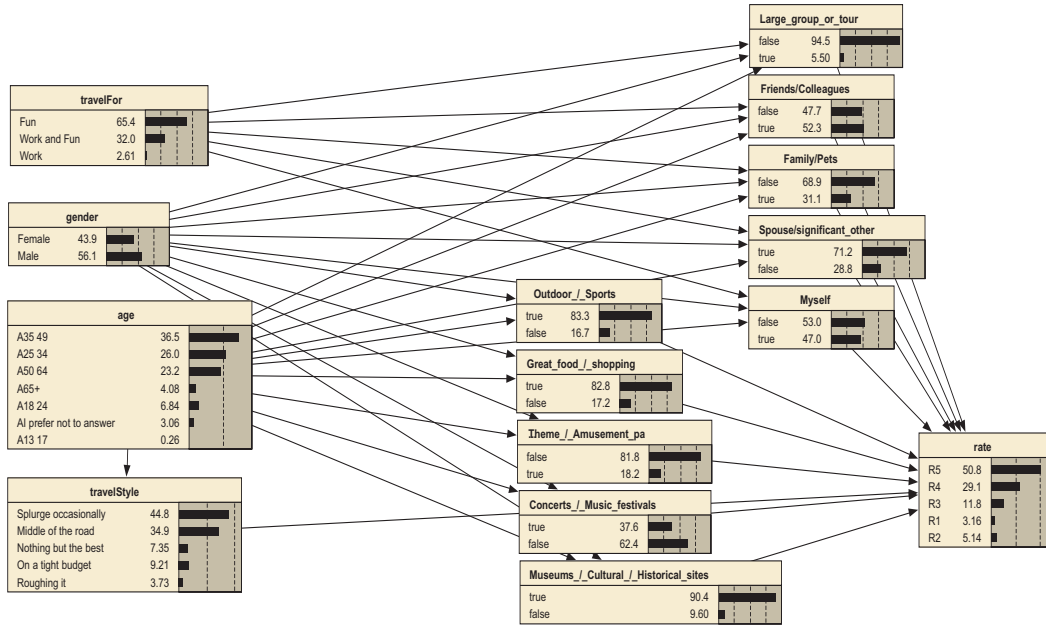 travelFor
Fun 65.4
Work and Fun 32.0
Work 2.61
gender
Female 43.9
Male 56.1
age
A35 49 36.5
A25 34 26.0
A50 64 23.2
A65+ 4.08
A18 24 6.84
AI prefer not to answer 3.06
A13 17 0.26
travelStyle
Splurge occasionally 44.8
Middle of the road 34.9
Nothing but the best 7.35
On a tight budget 9.21
Roughing it 3.73
Outdoor_/_Sports
true 83.3
false 16.7
Great_food_/_shopping
true 82.8
false 17.2
Theme_/_Amusement_pa
false 81.8
true 18.2
Concerts_/_Music_festivals
true 37.6
false 62.4
Museums_/_Cultural_/_Historical_sites
true 90.4
false 9.60
Large_group_or_tour
false 94.5
true 5.50
Friends/Colleagues
false 47.7
true 52.3
Family/Pets
false 68.9
true 31.1
Spouse/significant_other
true 71.2
false 28.8
Myself
false 53.0
true 47.0
rate
R5 50.8
R4 29.1
R3 11.8
R1 3.16
R2 5.14